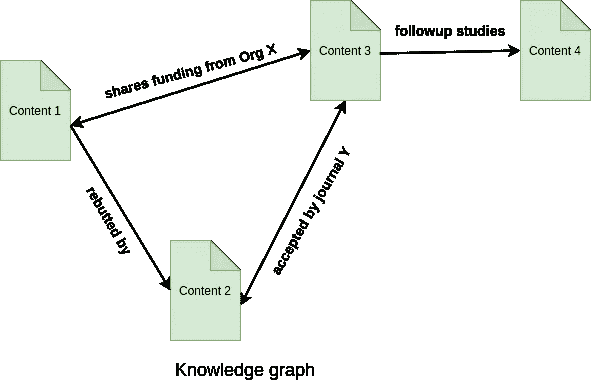 followup studies
Content 3
Content 4
shares funding from Org X
Content 1
rebutted by
accepted by journal Y
Content 2
Knowledge graph